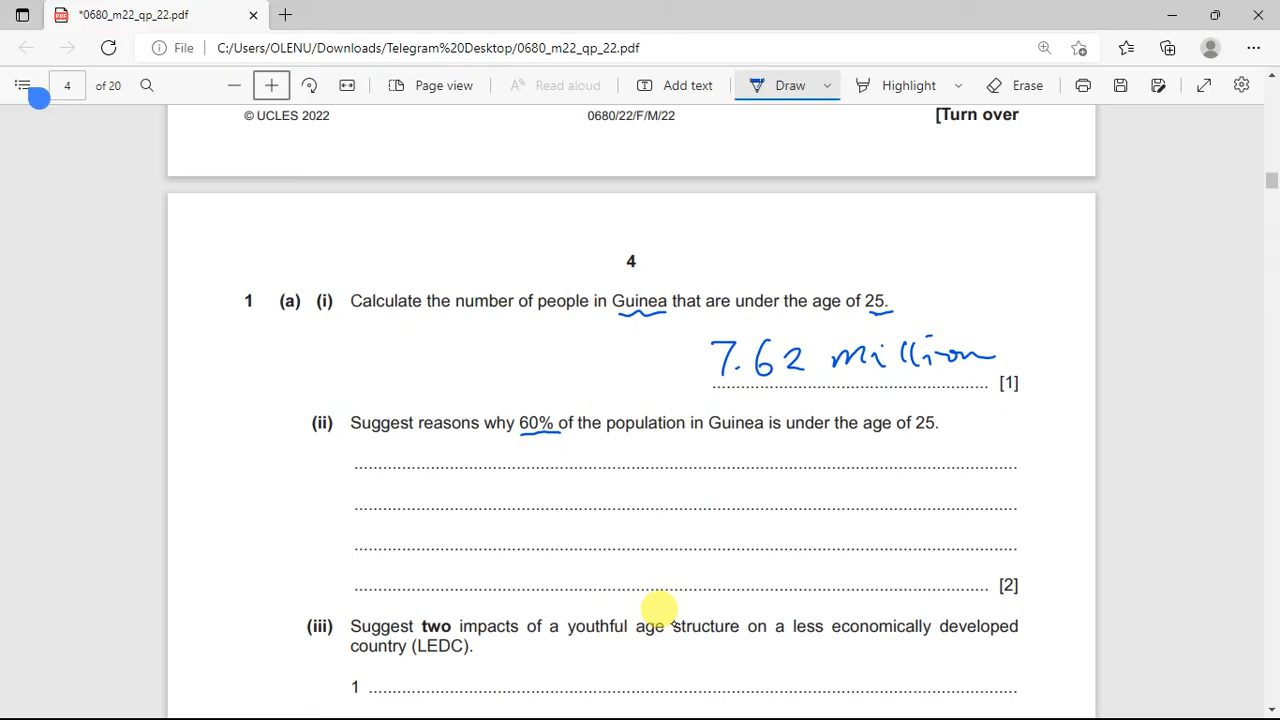 *0680_m22_qp_22.pdf
File C:/Users/OLENU/Downloads/Telegram%20Desktop/0680_m22_qp_22.pdf
4 of 20 Page view Read aloud Add text Draw Highlight Erase
© UCLES 2022 0680/22/F/M/22 [Turn over
4
1 (a) (i) Calculate the number of people in Guinea that are under the age of 25.
7.62 million
.......................................................... [1]
(ii) Suggest reasons why 60% of the population in Guinea is under the age of 25.
..........................................................................................................................................
..........................................................................................................................................
..........................................................................................................................................
.................................................................................................................................... [2]
(iii) Suggest two impacts of a youthful age structure on a less economically developed
country (LEDC).
1 .......................................................................................................................................